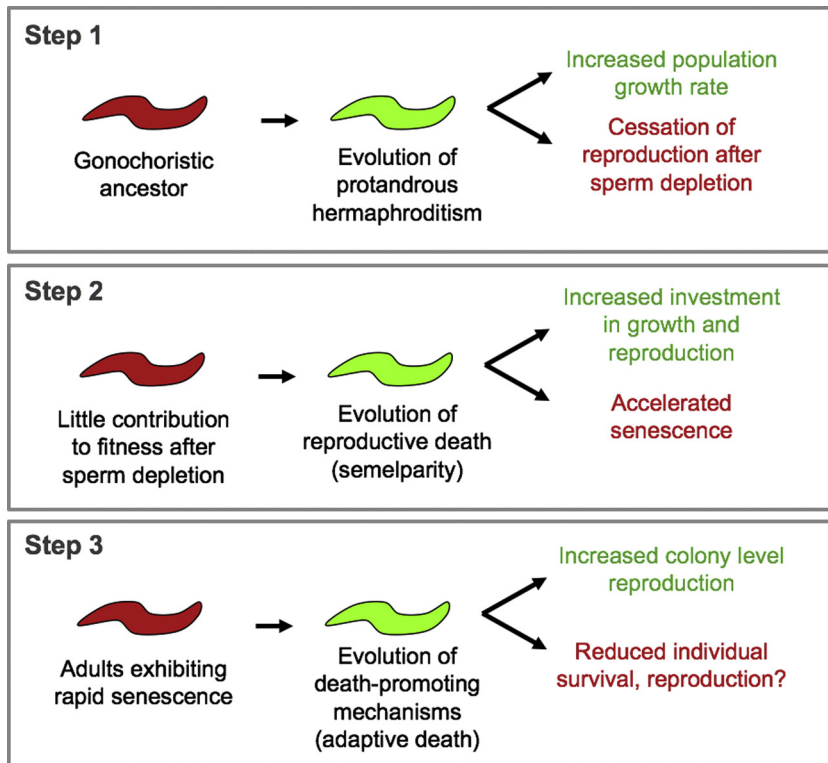 Step 1
Gonochoristic
ancestor
Evolution of
protandrous
hermaphroditism
Increased population
growth rate
Cessation of
reproduction after
sperm depletion
Step 2
Little contribution
to fitness after
sperm depletion
Evolution of
reproductive death
(semelparity)
Increased investment
in growth and
reproduction
Accelerated
senescence
Step 3
Adults exhibiting
rapid senescence
Evolution of
death-promoting
mechanisms
(adaptive death)
Increased colony level
reproduction
Reduced individual
survival, reproduction?